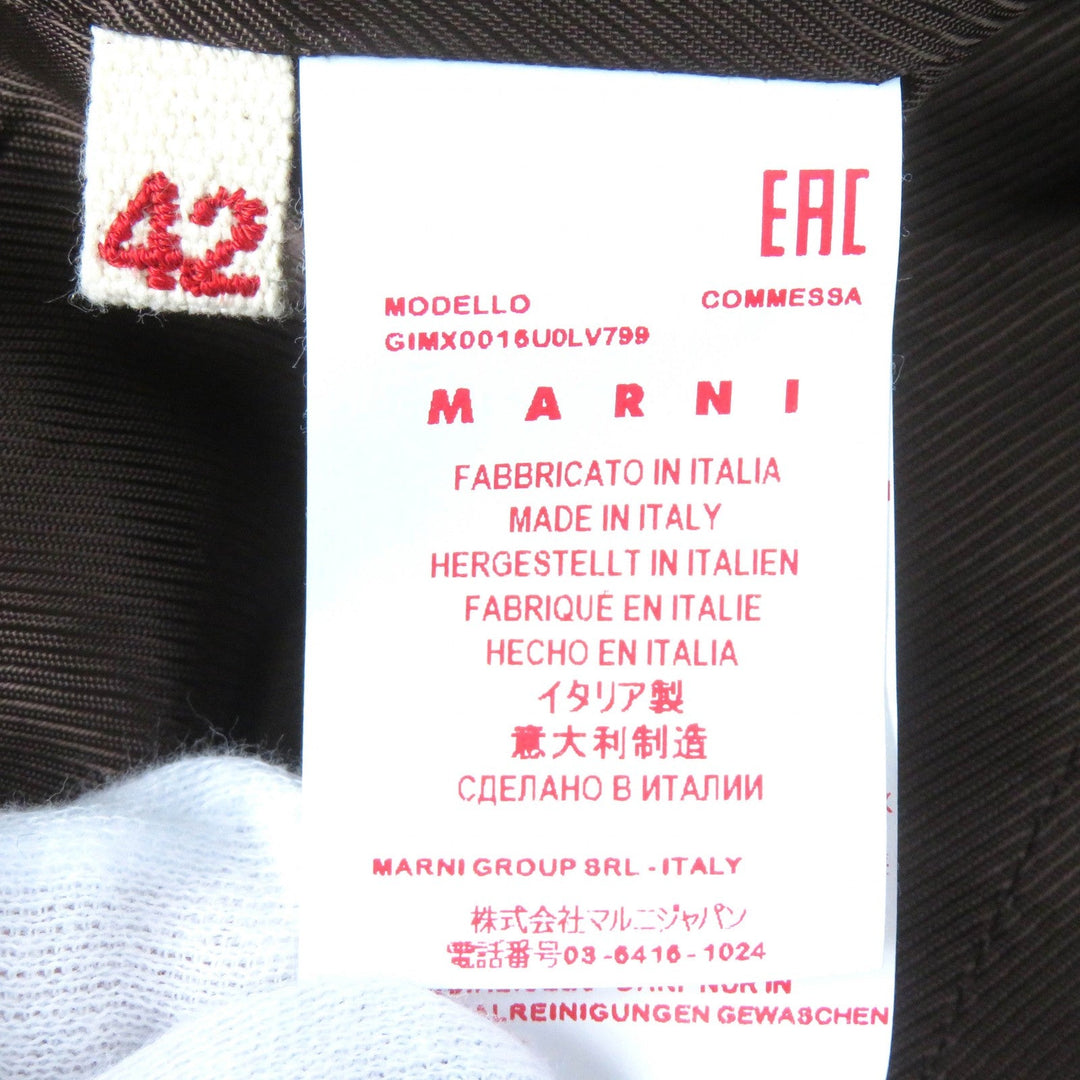 42
EAC
MODELLO COMMESSA
GIMX0016U0LV799
MARNI
FABBRICATO IN ITALIA
MADE IN ITALY
HERGESTELLT IN ITALIEN
FABRIQUÉ EN ITALIE
HECHO EN ITALIA
イタリア製
意大利制造
СДЕЛАНО В ИТАЛИИ
MARNI GROUP SRL - ITALY
株式会社マルニジャパン
電話番号03-6416-1024
DARF NUR IN
ALREINIGUNGEN GEWASCHEN